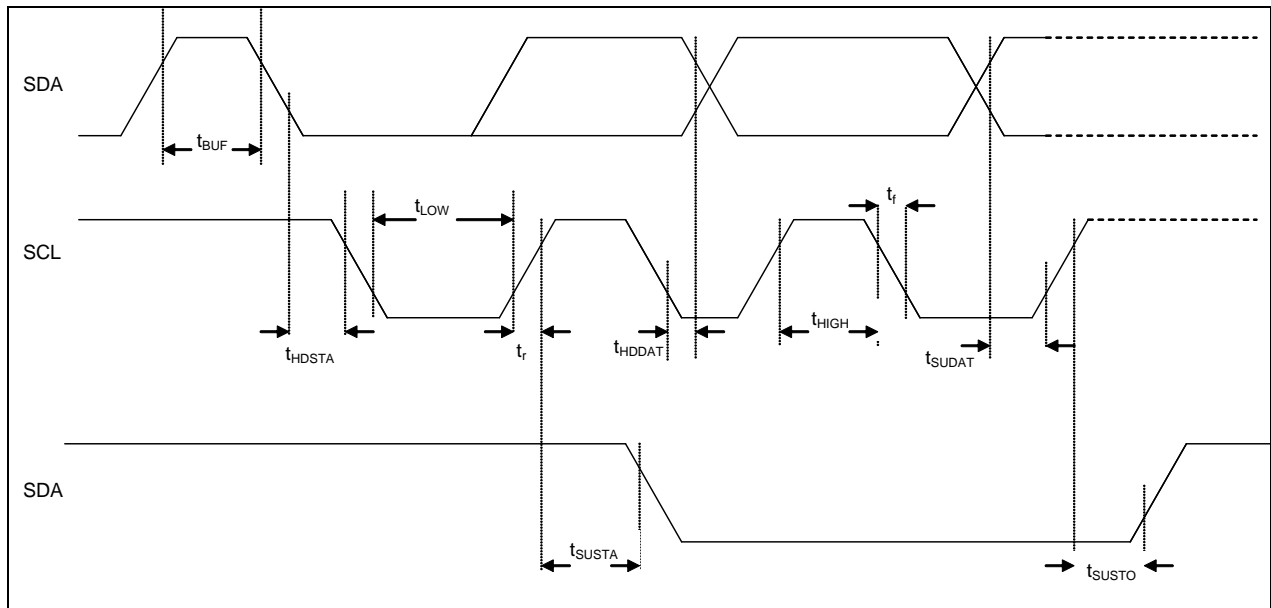 SDA
tBUF
tLOW
tf
SCL
tHDSTA
tr
tHDDAT
tHIGH
tSUDAT
SDA
tSUSTA
tSUSTO